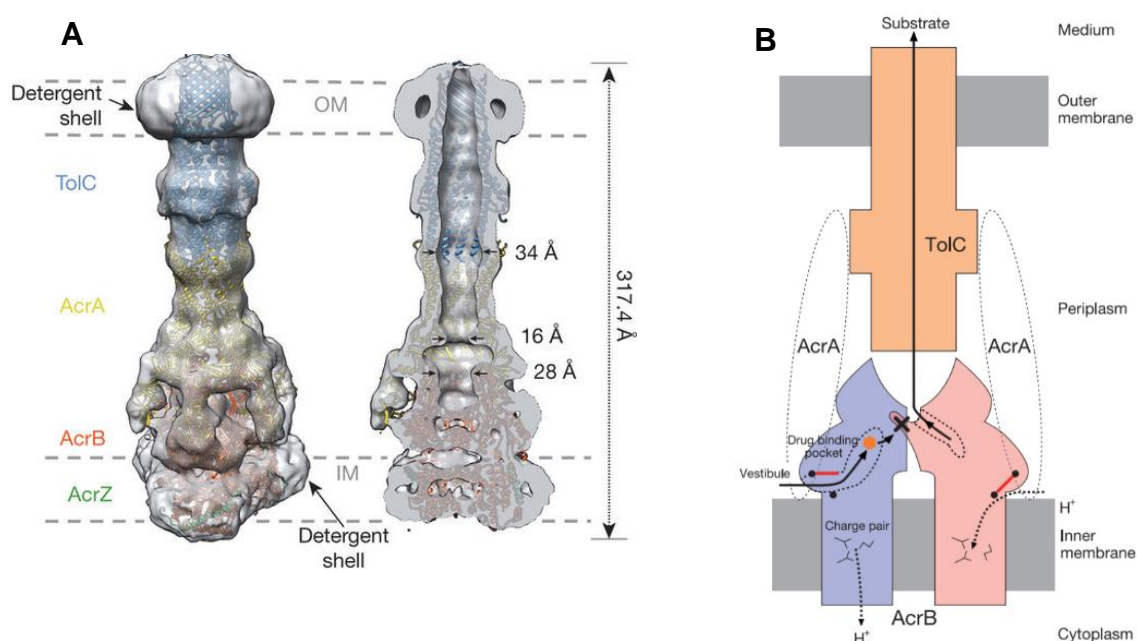 A
Detergent
shell
OM
TolC
34 Å
AcrA
16 Å
28 Å
317.4 Å
AcrB
IM
AcrZ
Detergent
shell
B
Substrate
Medium
Outer
membrane
TolC
Periplasm
AcrA
AcrA
Drug binding
pocket
Vestibule
H+
Charge pair
Inner
membrane
AcrB
H+
Cytoplasm